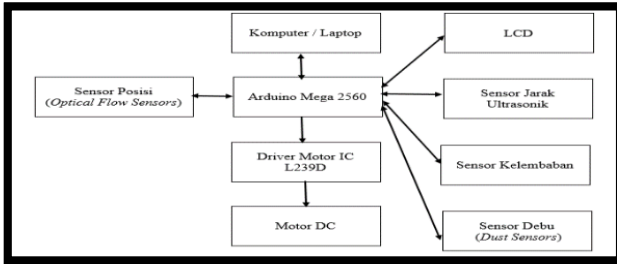 Komputer / Laptop
LCD
Sensor Posisi
(Optical Flow Sensors)
Arduino Mega 2560
Sensor Jarak
Ultrasonik
Driver Motor IC
L239D
Sensor Kelembaban
Motor DC
Sensor Debu
(Dust Sensors)